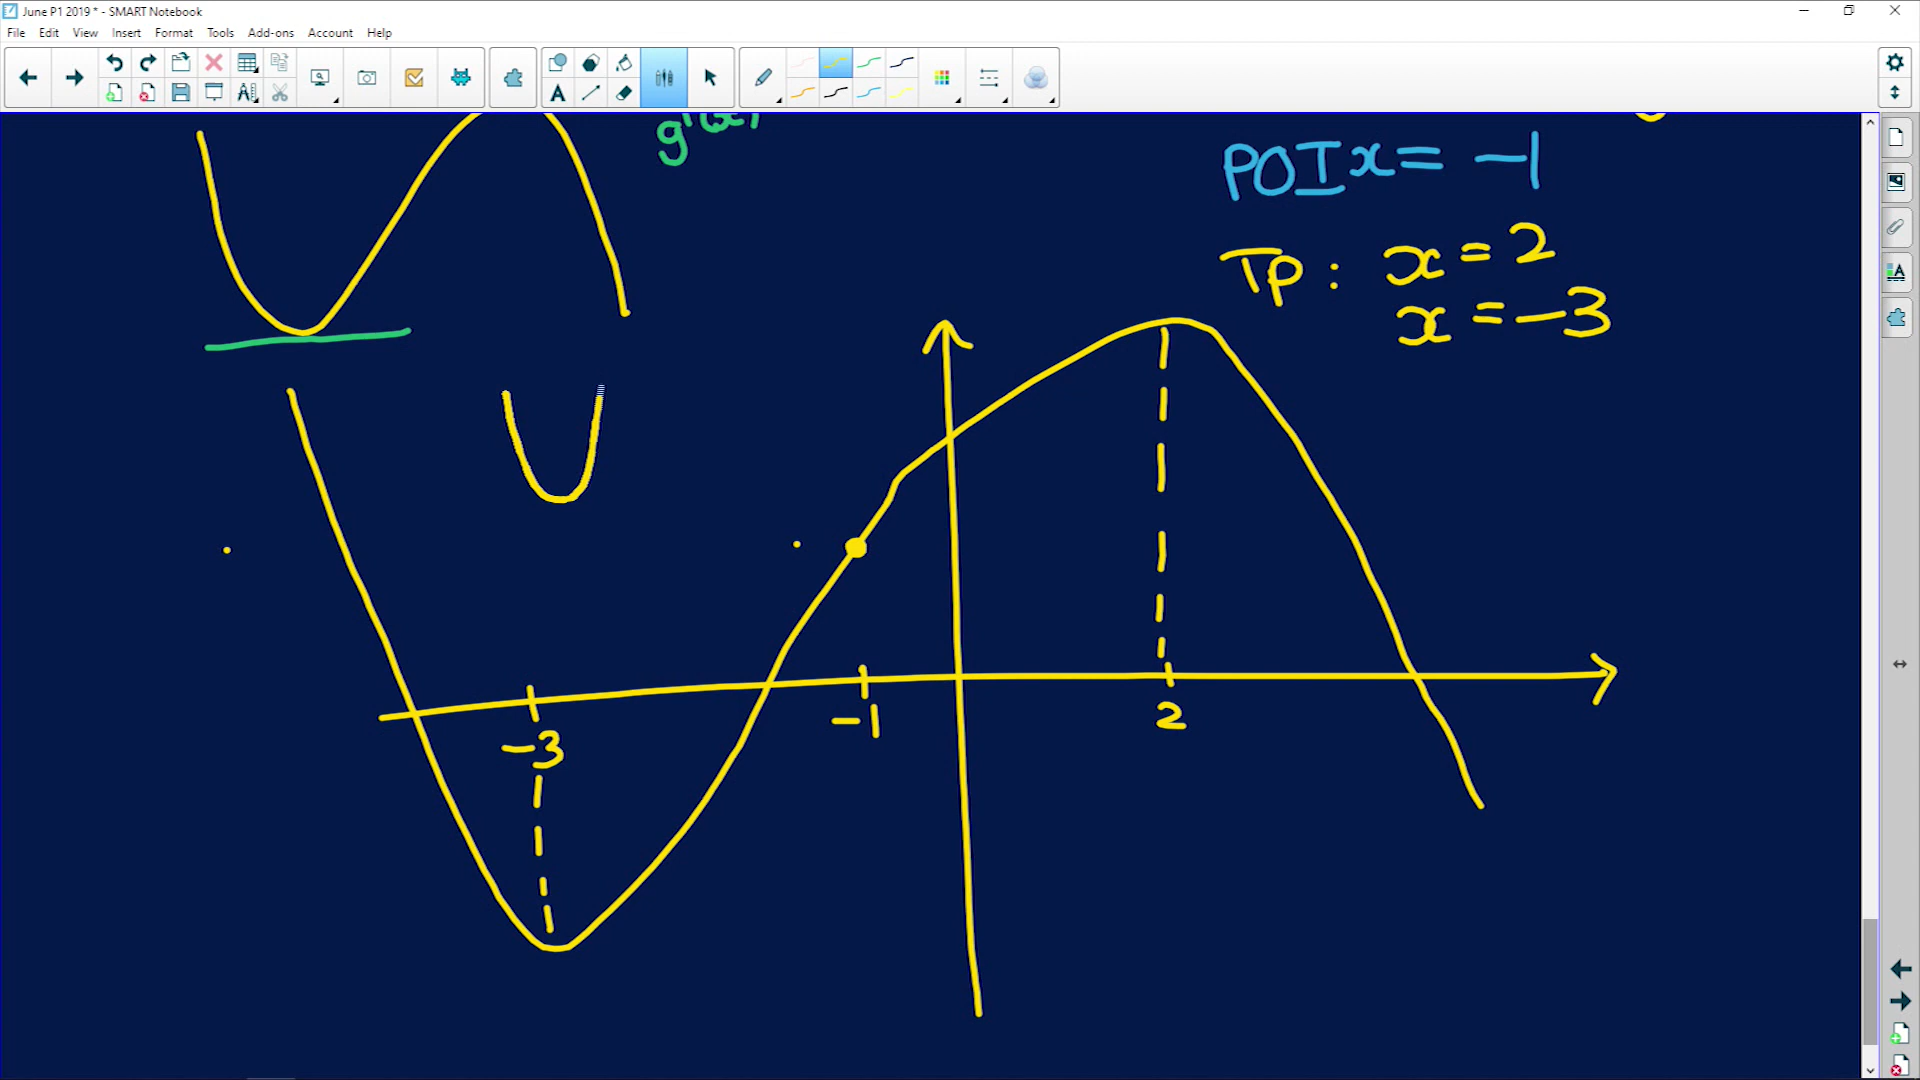 June P1 2019 * - SMART Notebook
File Edit View Insert Format Tools Add-ons Account Help
g'(x)
POI x = -1
TP : x = 2
x = -3
-3
-1
2